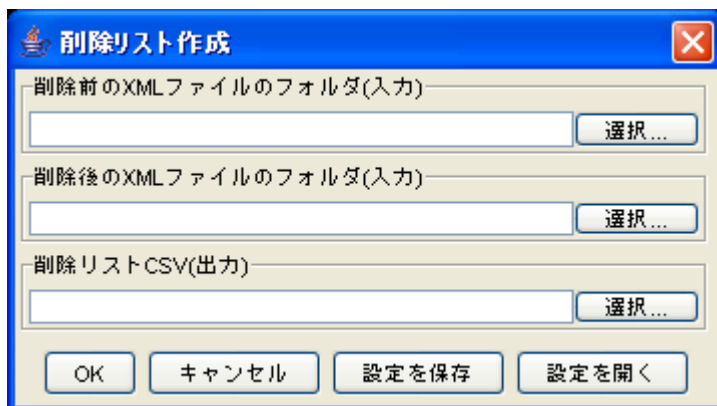 削除リスト作成
削除前のXMLファイルのフォルダ(入力)
選択...
削除後のXMLファイルのフォルダ(入力)
選択...
削除リストCSV(出力)
選択...
OK キャンセル 設定を保存 設定を開く